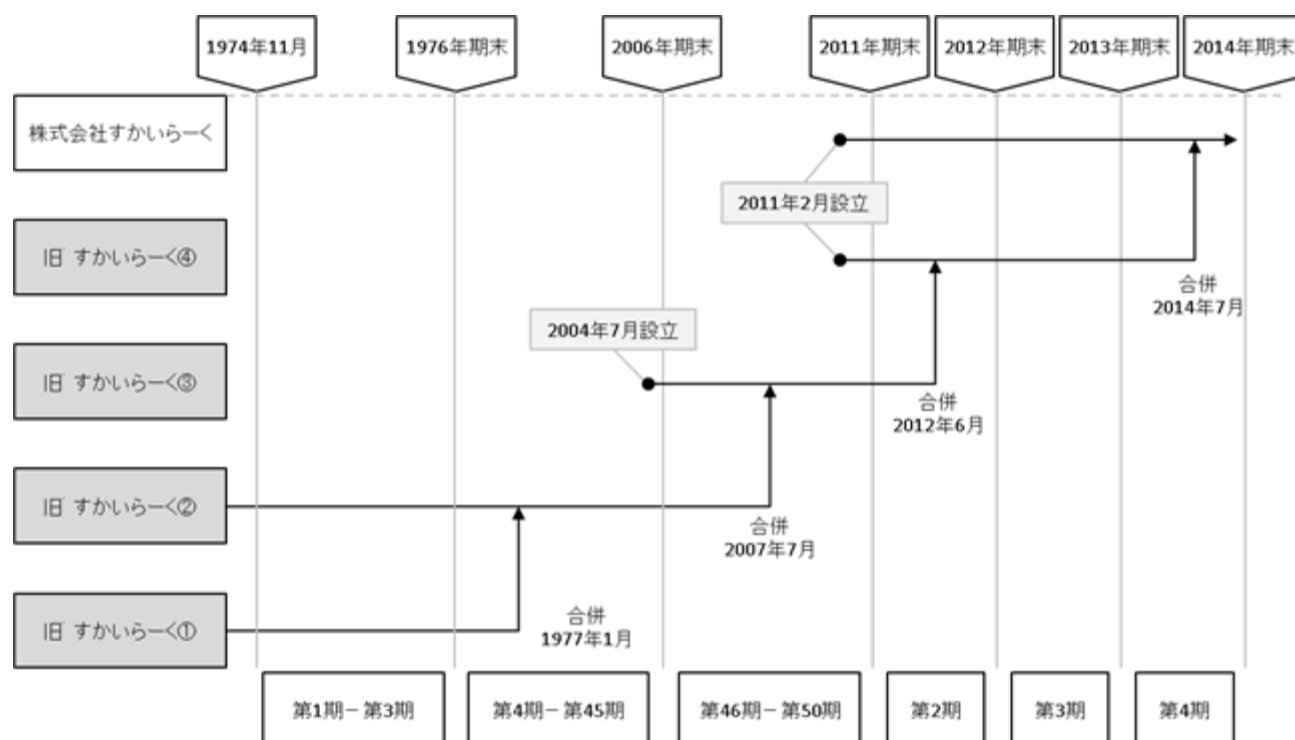 1974年11月
1976年期末
2006年期末
2011年期末
2012年期末
2013年期末
2014年期末
株式会社すかいらーく
2011年2月設立
旧 すかいらーく④
合併
2014年7月
2004年7月設立
旧 すかいらーく③
合併
2012年6月
旧 すかいらーく②
合併
2007年7月
旧 すかいらーく①
合併
1977年1月
第1期－第3期
第4期－第45期
第46期－第50期
第2期
第3期
第4期